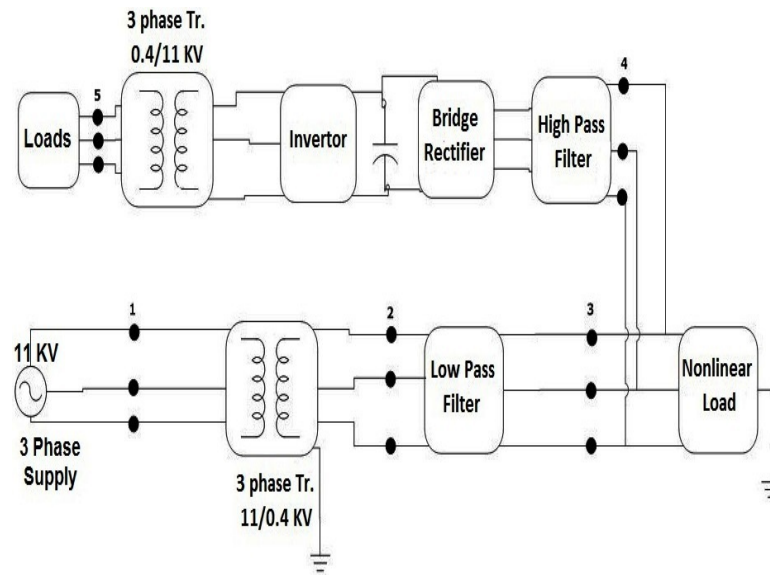 3 phase Tr.
0.4/11 KV
4
5
Loads
Invertor
Bridge
Rectifier
High Pass
Filter
1
2
3
11 KV
3 Phase
Supply
Low Pass
Filter
Nonlinear
Load
3 phase Tr.
11/0.4 KV